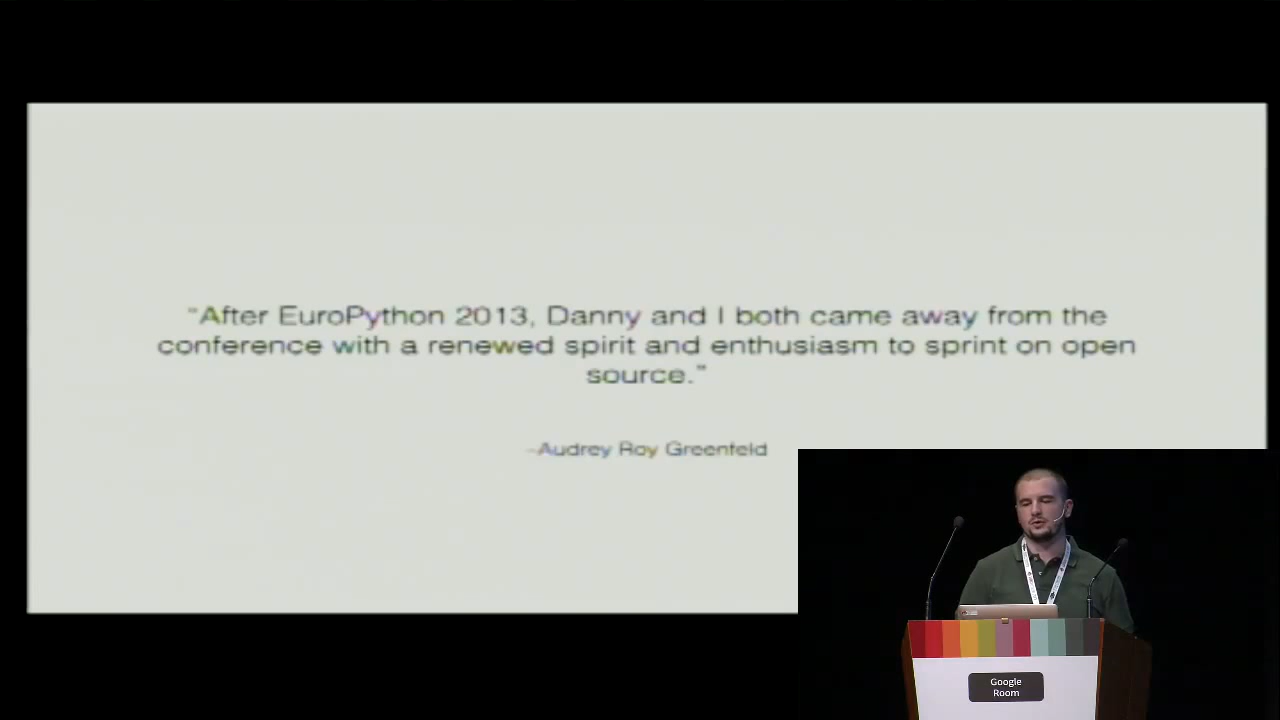 "After EuroPython 2013, Danny and I both came away from the
conference with a renewed spirit and enthusiasm to sprint on open
source."
-Audrey Roy Greenfeld
Google
Room